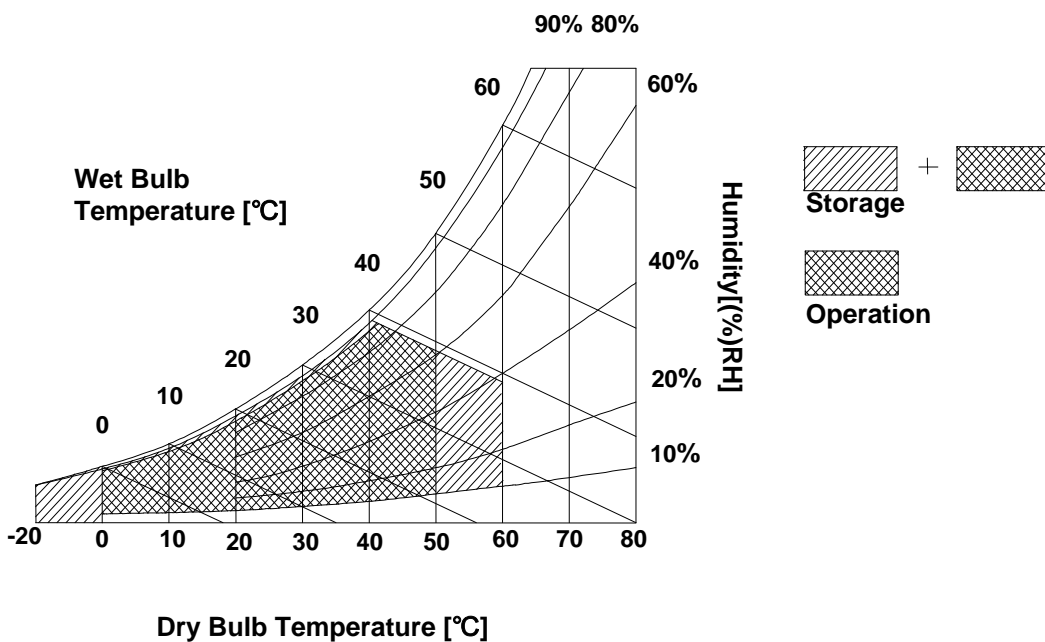 90% 80%
60
60%
50
Wet Bulb
Temperature [℃]
+
Storage
40
40%
Humidity[(%)RH]
30
Operation
20
20%
10
10%
0
-20 0 10 20 30 40 50 60 70 80
Dry Bulb Temperature [℃]